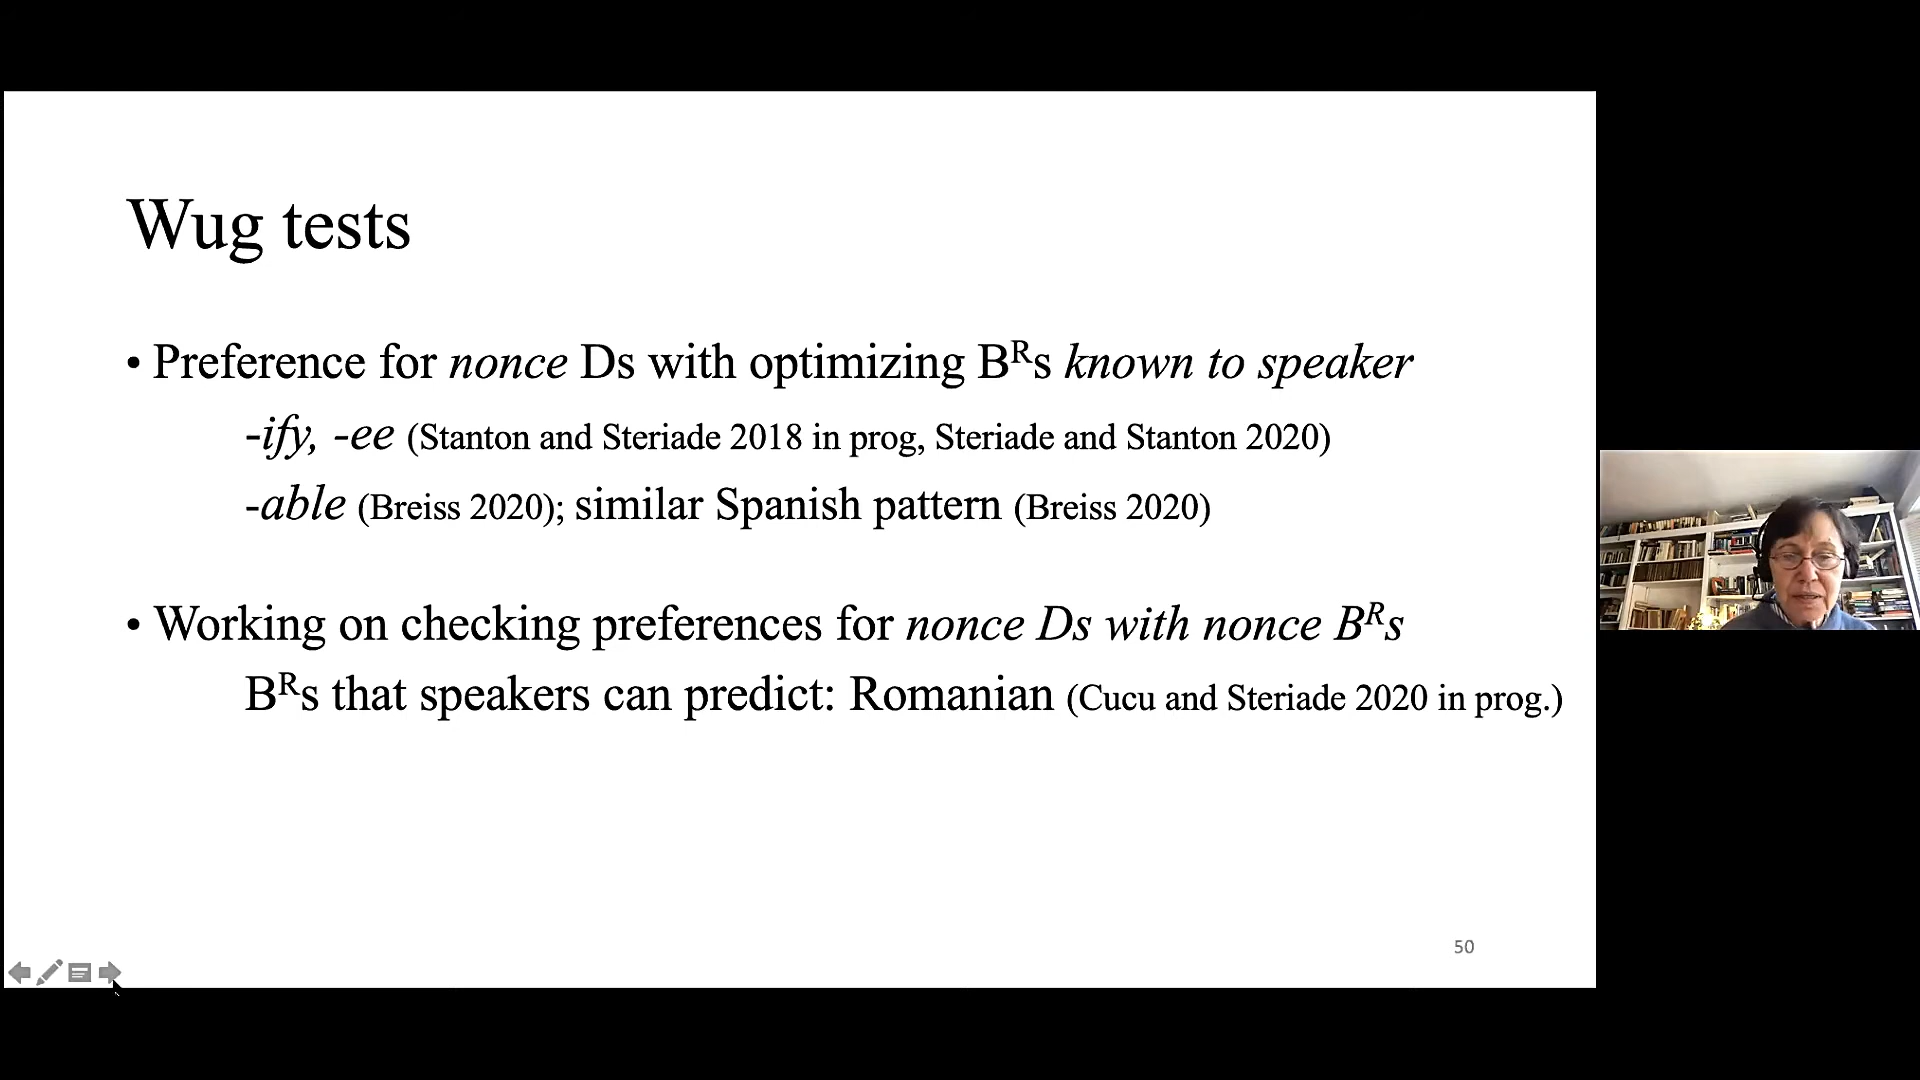 Wug tests
• Preference for nonce Ds with optimizing Bᴿs known to speaker
-ify, -ee (Stanton and Steriade 2018 in prog, Steriade and Stanton 2020)
-able (Breiss 2020); similar Spanish pattern (Breiss 2020)
• Working on checking preferences for nonce Ds with nonce Bᴿs
Bᴿs that speakers can predict: Romanian (Cucu and Steriade 2020 in prog.)
50